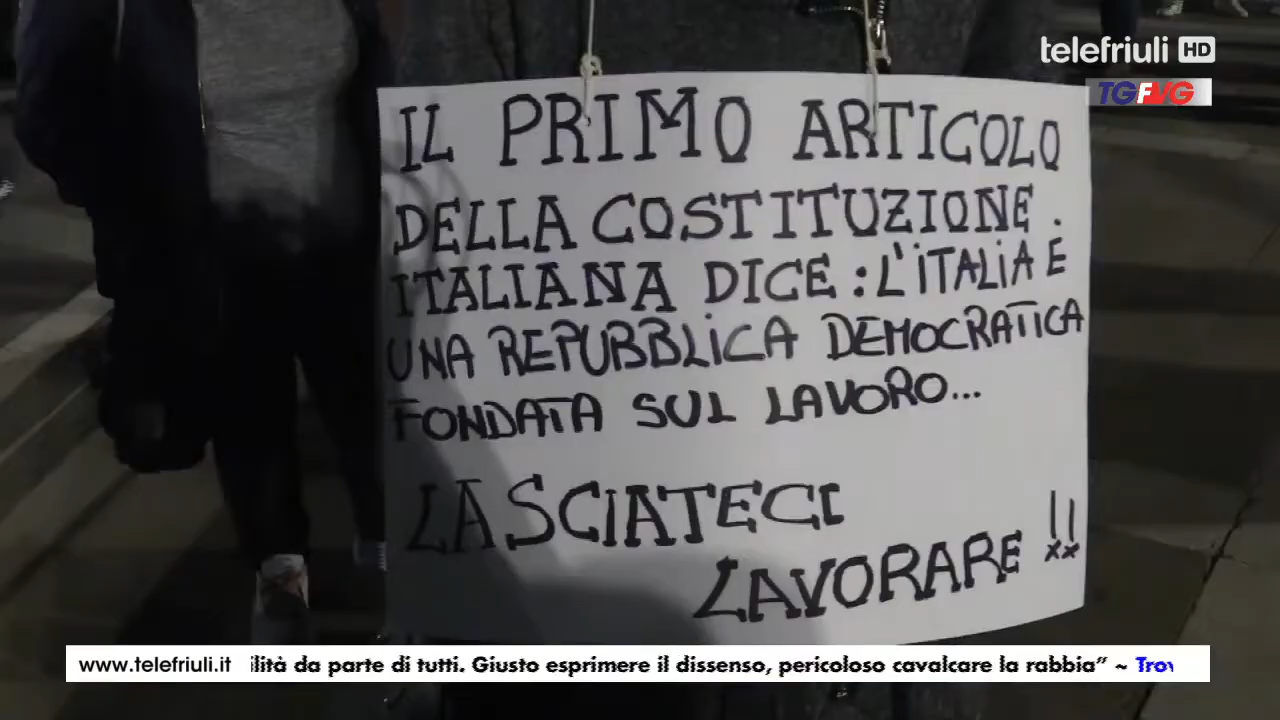 telefriuli HD
TGFVG
IL PRIMO ARTICOLO
DELLA COSTITUZIONE.
ITALIANA DICE: L'ITALIA E
UNA REPUBBLICA DEMOCRATICA
FONDATA SUL LAVORO...
LASCIATECI
LAVORARE!!
www.telefriuli.it ilità da parte di tutti. Giusto esprimere il dissenso, pericoloso cavalcare la rabbia” ~